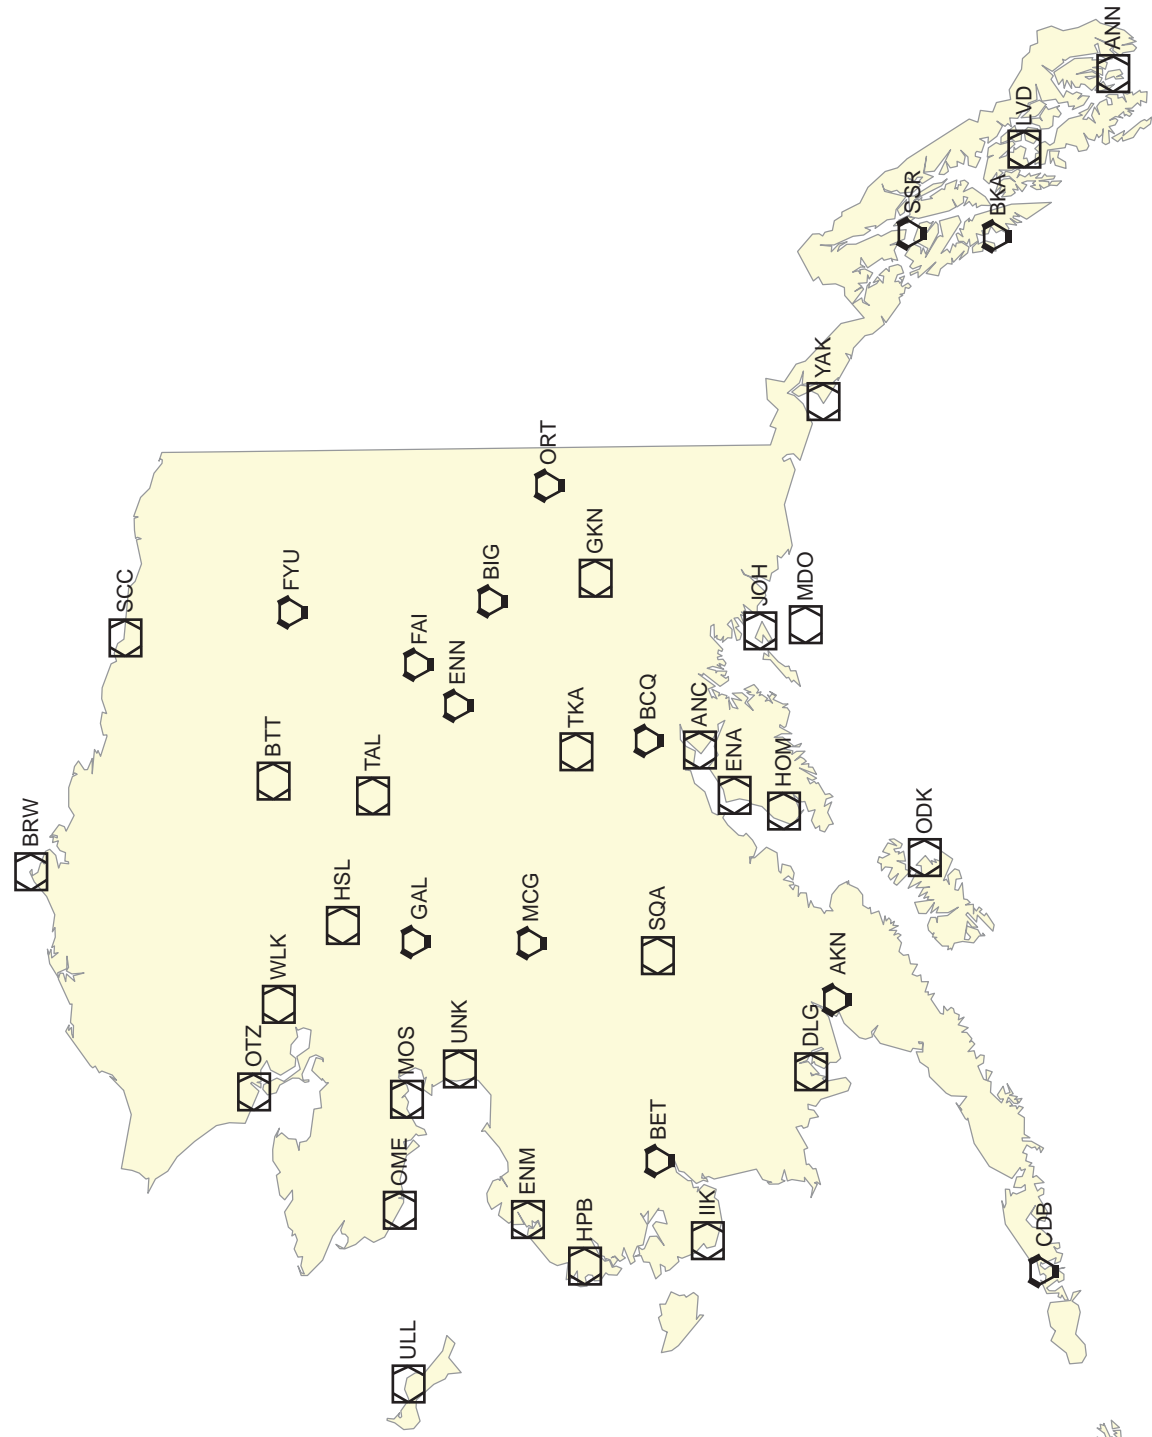 BRW
SCC
BTT
FYU
WLK
OTZ
HSL
TAL
GAL
FAI
MOS
OME
ULL
UNK
ENN
BIG
ORT
MCG
ENM
TKA
GKN
HPB
BCQ
SQA
BET
ANC
IIK
ENA
JOH
MDO
HOM
YAK
DLG
AKN
ODK
SSR
BKA
LVD
CDB
ANN